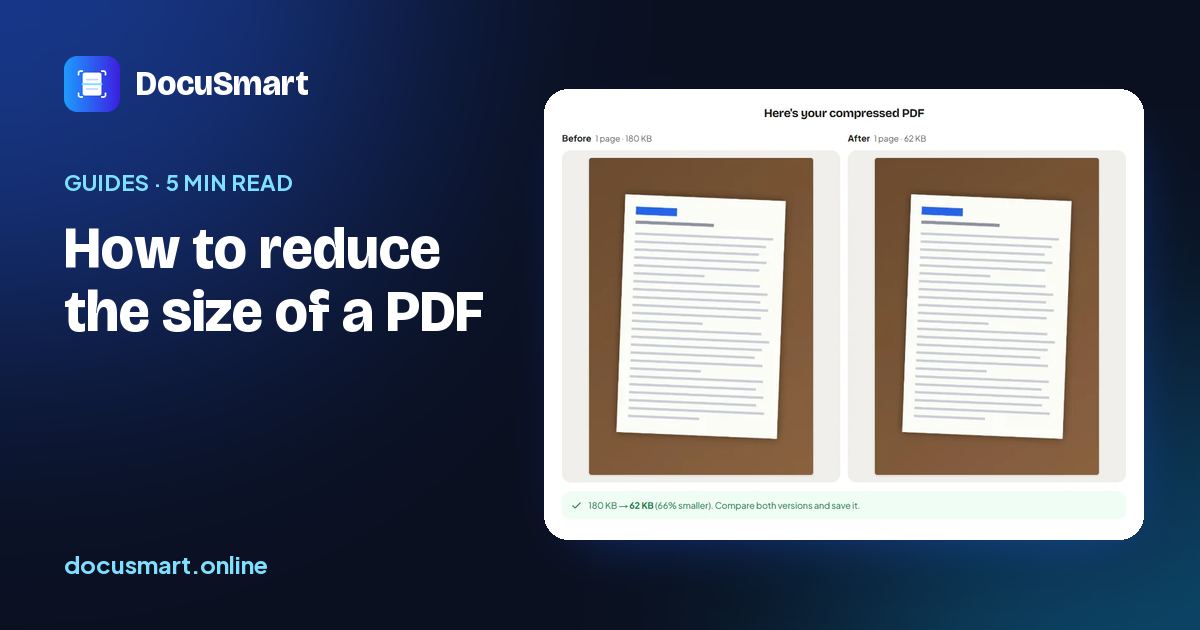 DocuSmart
GUIDES · 5 MIN READ
How to reduce
the size of a PDF
docusmart.online
Here's your compressed PDF
Before 1 page · 180 KB
After 1 page · 62 KB
180 KB → 62 KB (66% smaller). Compare both versions and save it.